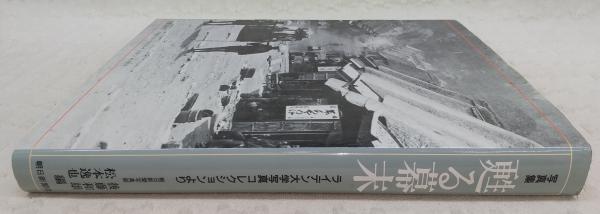 写真集
甦る幕末
ライデン大学写真コレクションより
後藤和雄
松本逸也
編
朝日新聞社